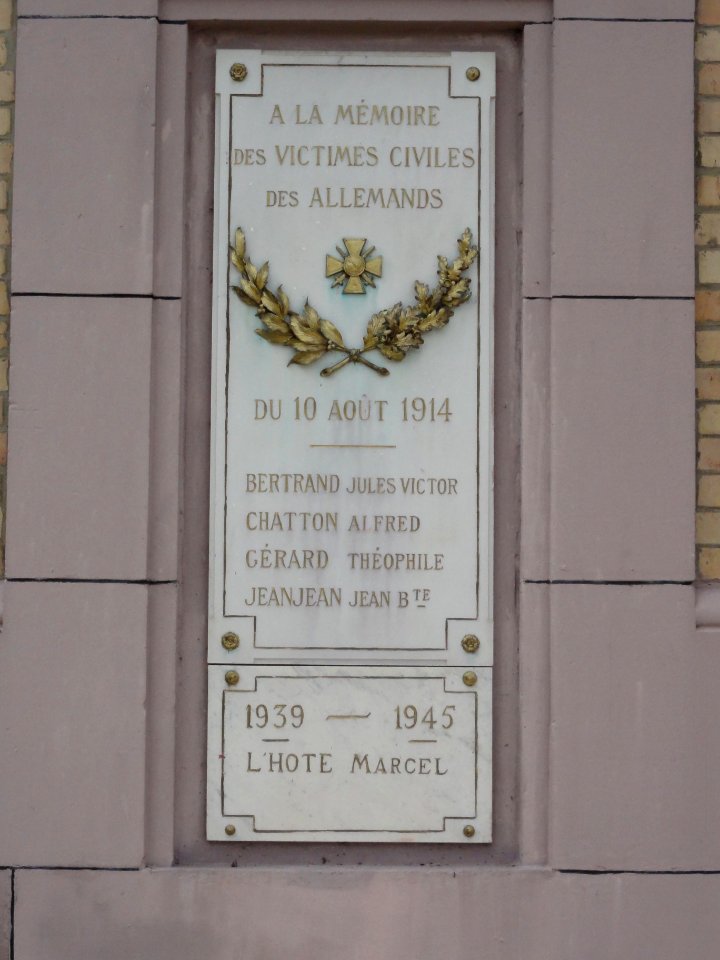 A LA MÉMOIRE
DES VICTIMES CIVILES
DES ALLEMANDS
DU 10 AOÛT 1914
BERTRAND JULES VICTOR
CHATTON ALFRED
GÉRARD THÉOPHILE
JEANJEAN JEAN BTE
1939 — 1945
L'HOTE MARCEL